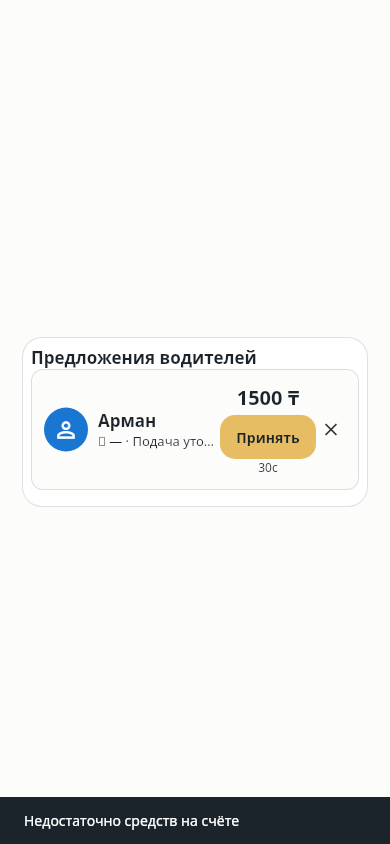 Предложения водителей
1500 ₸
Арман
— · Подача уто...
Принять
30с
Недостаточно средств на счёте